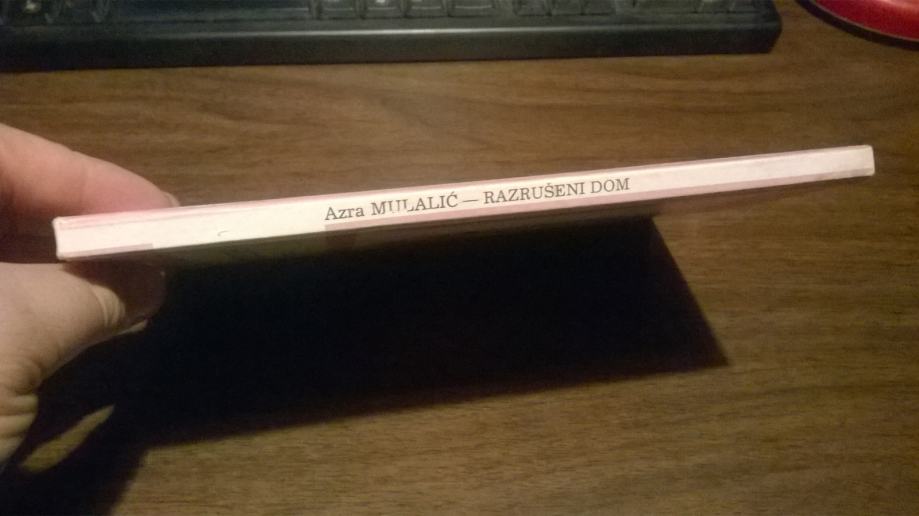 Azra MULALIĆ — RAZRUŠENI DOM